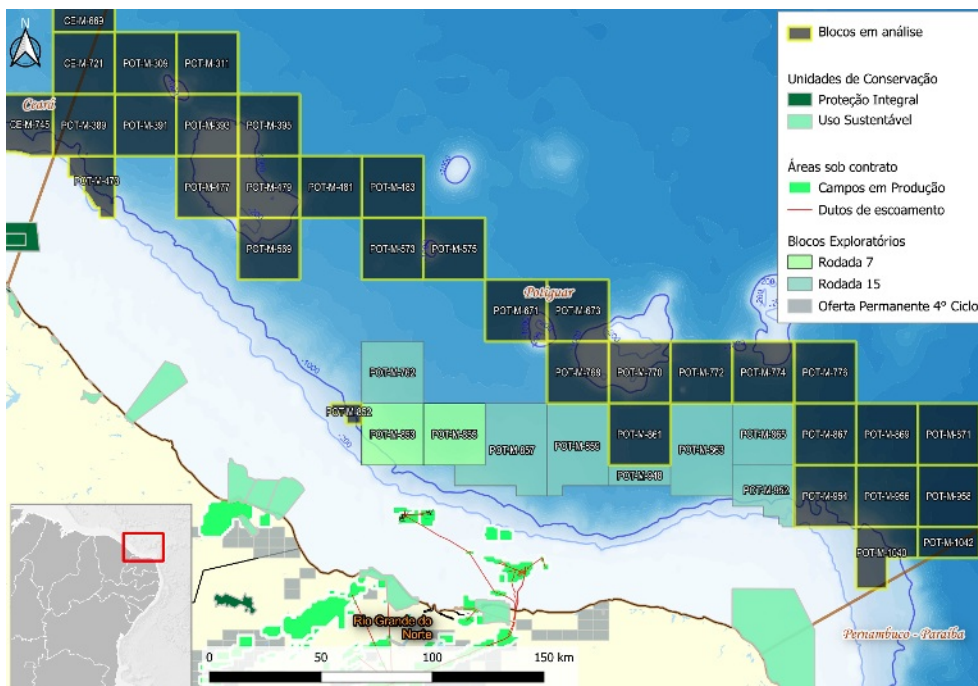 N
CE-M-669
CE-M-721
POT-M-309
POT-M-311
Ceará
CE-M-745
POT-M-389
POT-M-391
POT-M-393
POT-M-395
POT-M-475
POT-M-477
POT-M-479
POT-M-481
POT-M-483
POT-M-569
POT-M-573
POT-M-575
Potiguar
POT-M-671
POT-M-673
POT-M-762
POT-M-768
POT-M-770
POT-M-772
POT-M-774
POT-M-776
POT-M-852
POT-M-853
POT-M-855
POT-M-857
POT-M-859
POT-M-861
POT-M-863
POT-M-865
POT-M-867
POT-M-869
POT-M-871
POT-M-948
POT-M-952
POT-M-954
POT-M-956
POT-M-958
POT-M-1040
POT-M-1042
-1000
-200
Rio Grande do
Norte
Pernambuco - Paraíba
0 50 100 150 km
Blocos em análise
Unidades de Conservação
Proteção Integral
Uso Sustentável
Áreas sob contrato
Campos em Produção
Dutos de escoamento
Blocos Exploratórios
Rodada 7
Rodada 15
Oferta Permanente 4º Ciclo